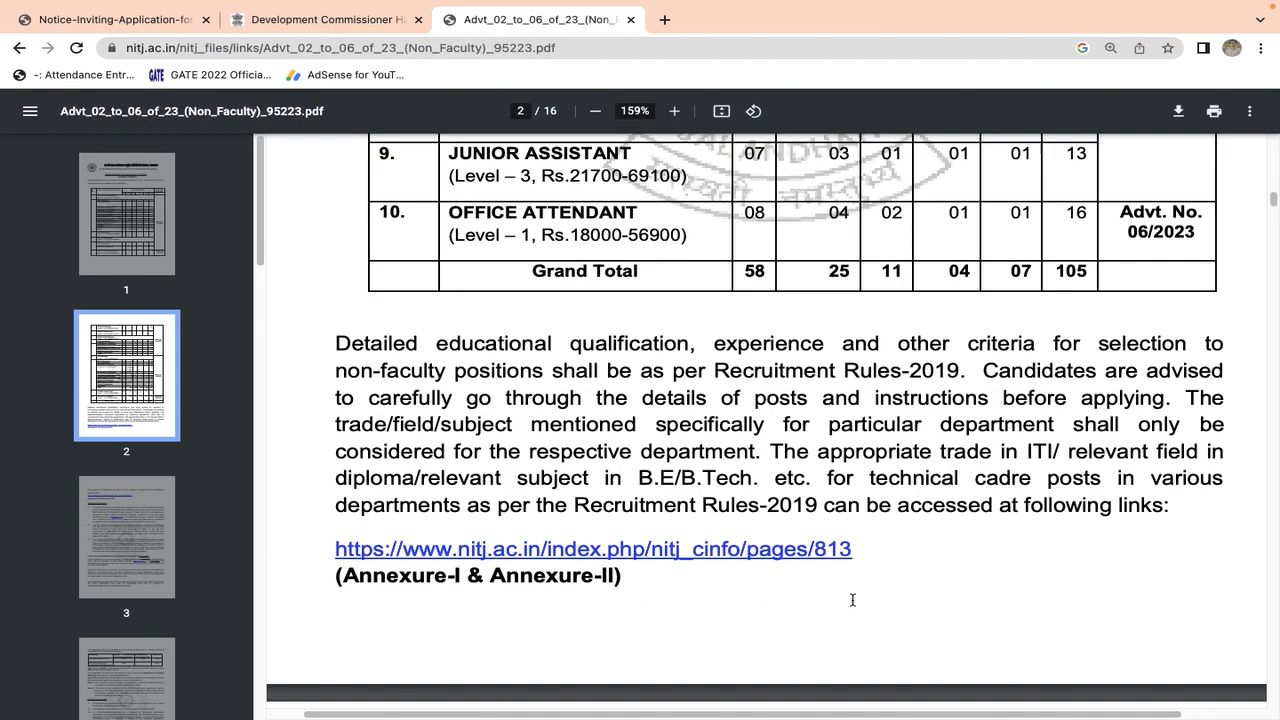 Notice-Inviting-Application-for
Development Commissioner Ha
Advt_02_to_06_of_23_(Non_F
nitj.ac.in/nitj_files/links/Advt_02_to_06_of_23_(Non_Faculty)_95223.pdf
-: Attendance Entr...
GATE GATE 2022 Officia...
AdSense for YouT...
Advt_02_to_06_of_23_(Non_Faculty)_95223.pdf
2 / 16
159%
1
2
3
9. JUNIOR ASSISTANT 07 03 01 01 01 13
(Level – 3, Rs.21700-69100)
10. OFFICE ATTENDANT 08 04 02 01 01 16 Advt. No.
(Level – 1, Rs.18000-56900) 06/2023
Grand Total 58 25 11 04 07 105
Detailed educational qualification, experience and other criteria for selection to
non-faculty positions shall be as per Recruitment Rules-2019. Candidates are advised
to carefully go through the details of posts and instructions before applying. The
trade/field/subject mentioned specifically for particular department shall only be
considered for the respective department. The appropriate trade in ITI/ relevant field in
diploma/relevant subject in B.E/B.Tech. etc. for technical cadre posts in various
departments as per the Recruitment Rules-2019 can be accessed at following links:
https://www.nitj.ac.in/index.php/nitj_cinfo/pages/813
(Annexure-I & Annexure-II)